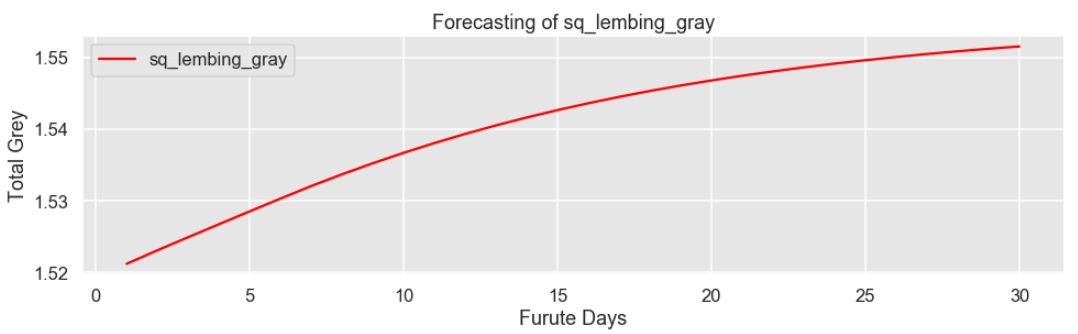 Forecasting of sq_lembing_gray
sq_lembing_gray
Total Grey
1.55
1.54
1.53
1.52
0 5 10 15 20 25 30
Furute Days